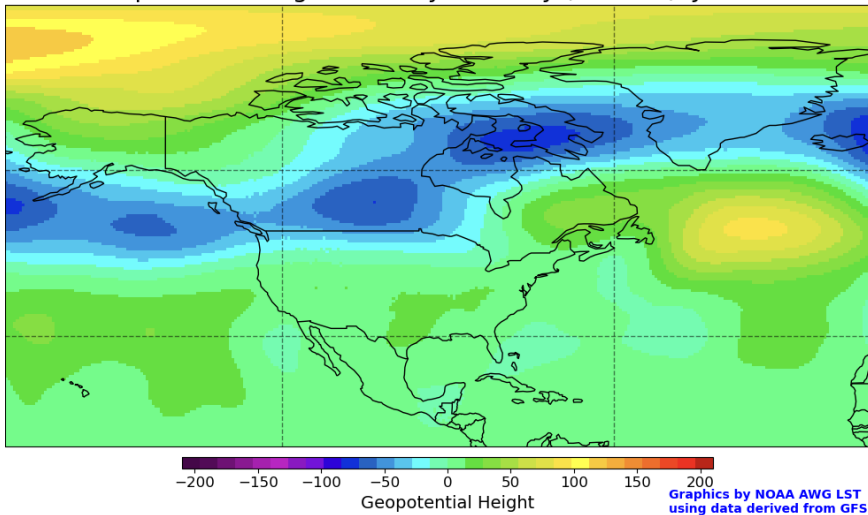 −200 −150 −100 −50 0 50 100 150 200
Geopotential Height
Graphics by NOAA AWG LST
using data derived from GFS